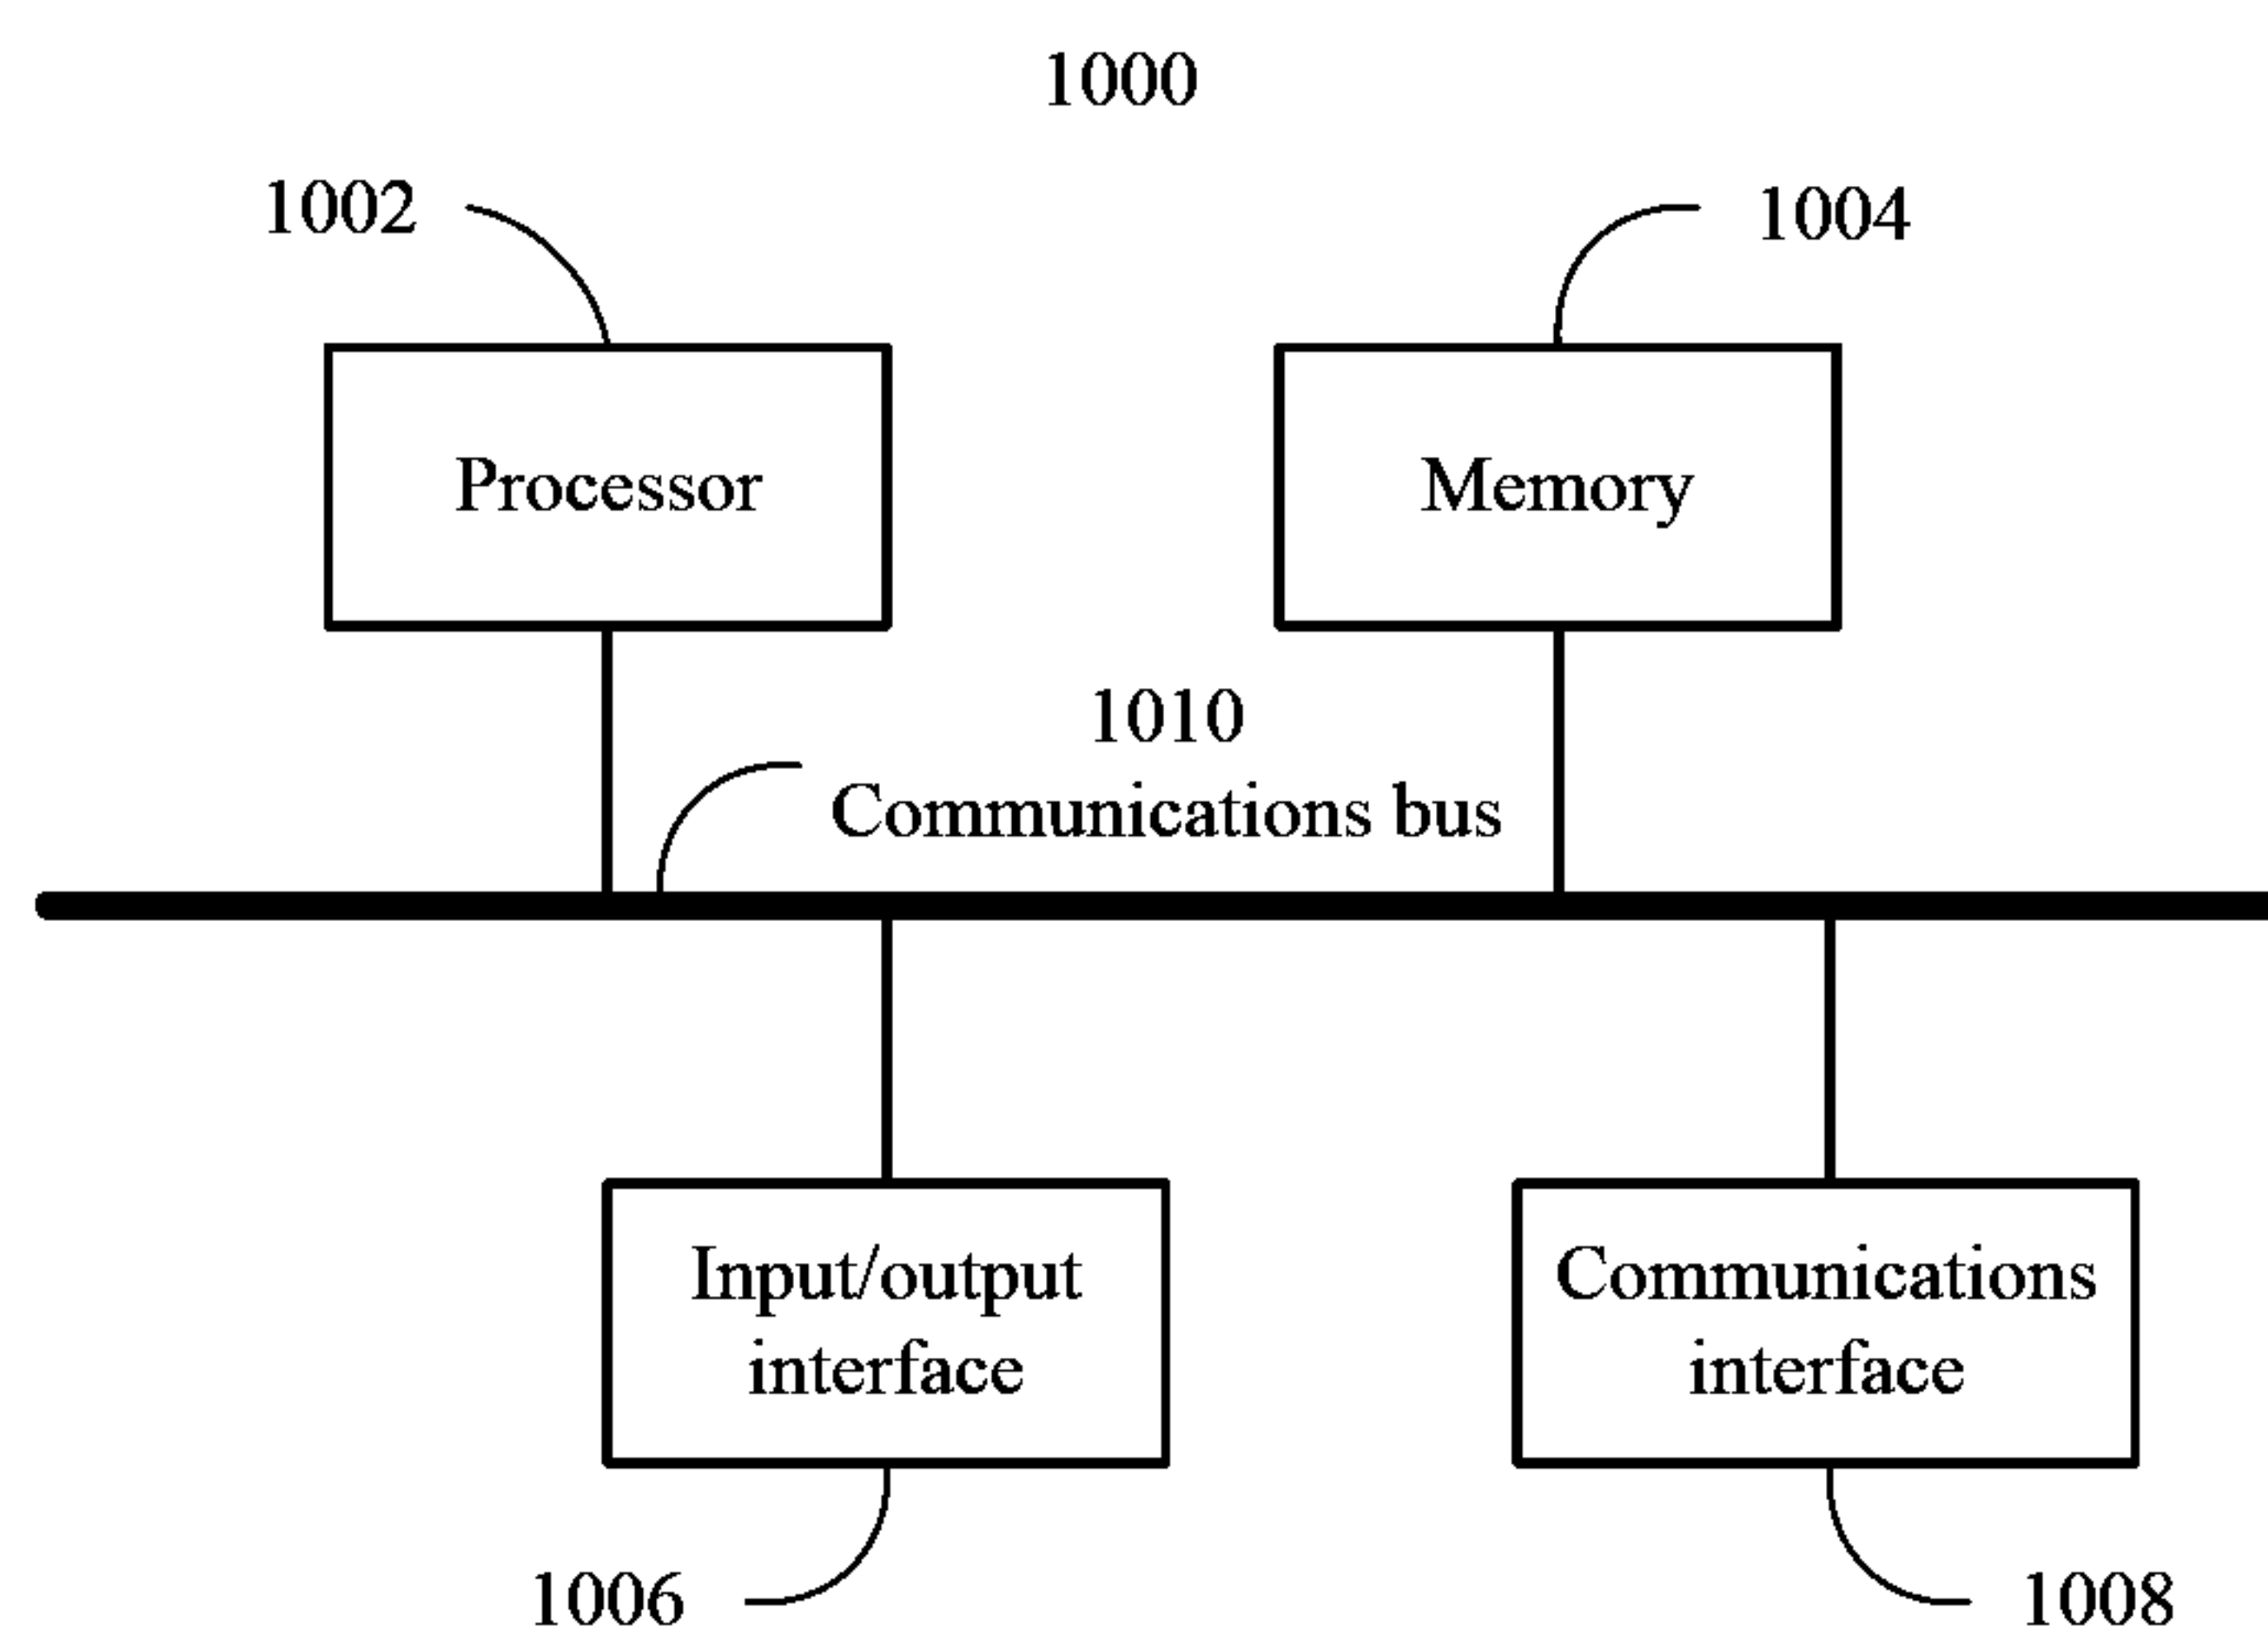 1000
1002
1004
Processor
Memory
1010
Communications bus
Input/output
interface
Communications
interface
1006
1008